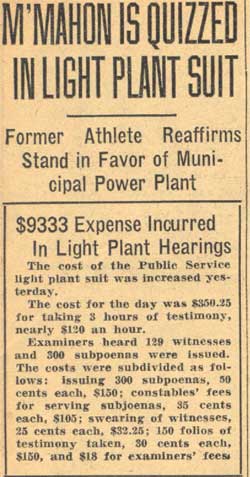 M'MAHON IS QUIZZED
IN LIGHT PLANT SUIT
Former Athlete Reaffirms
Stand in Favor of Muni-
cipal Power Plant
$9333 Expense Incurred
In Light Plant Hearings
The cost of the Public Service
light plant suit was increased yes-
terday.
The cost for the day was $350.25
for taking 3 hours of testimony,
nearly $120 an hour.
Examiners heard 129 witnesses
and 300 subpoenas were issued.
The costs were subdivided as fol-
lows: issuing 300 subpoenas, 50
cents each, $150; constables' fees
for serving subjoenas, 35 cents
each, $105; swearing of witnesses,
25 cents each, $32.25; 150 folios of
testimony taken, 30 cents each,
$150, and $18 for examiners' fees.